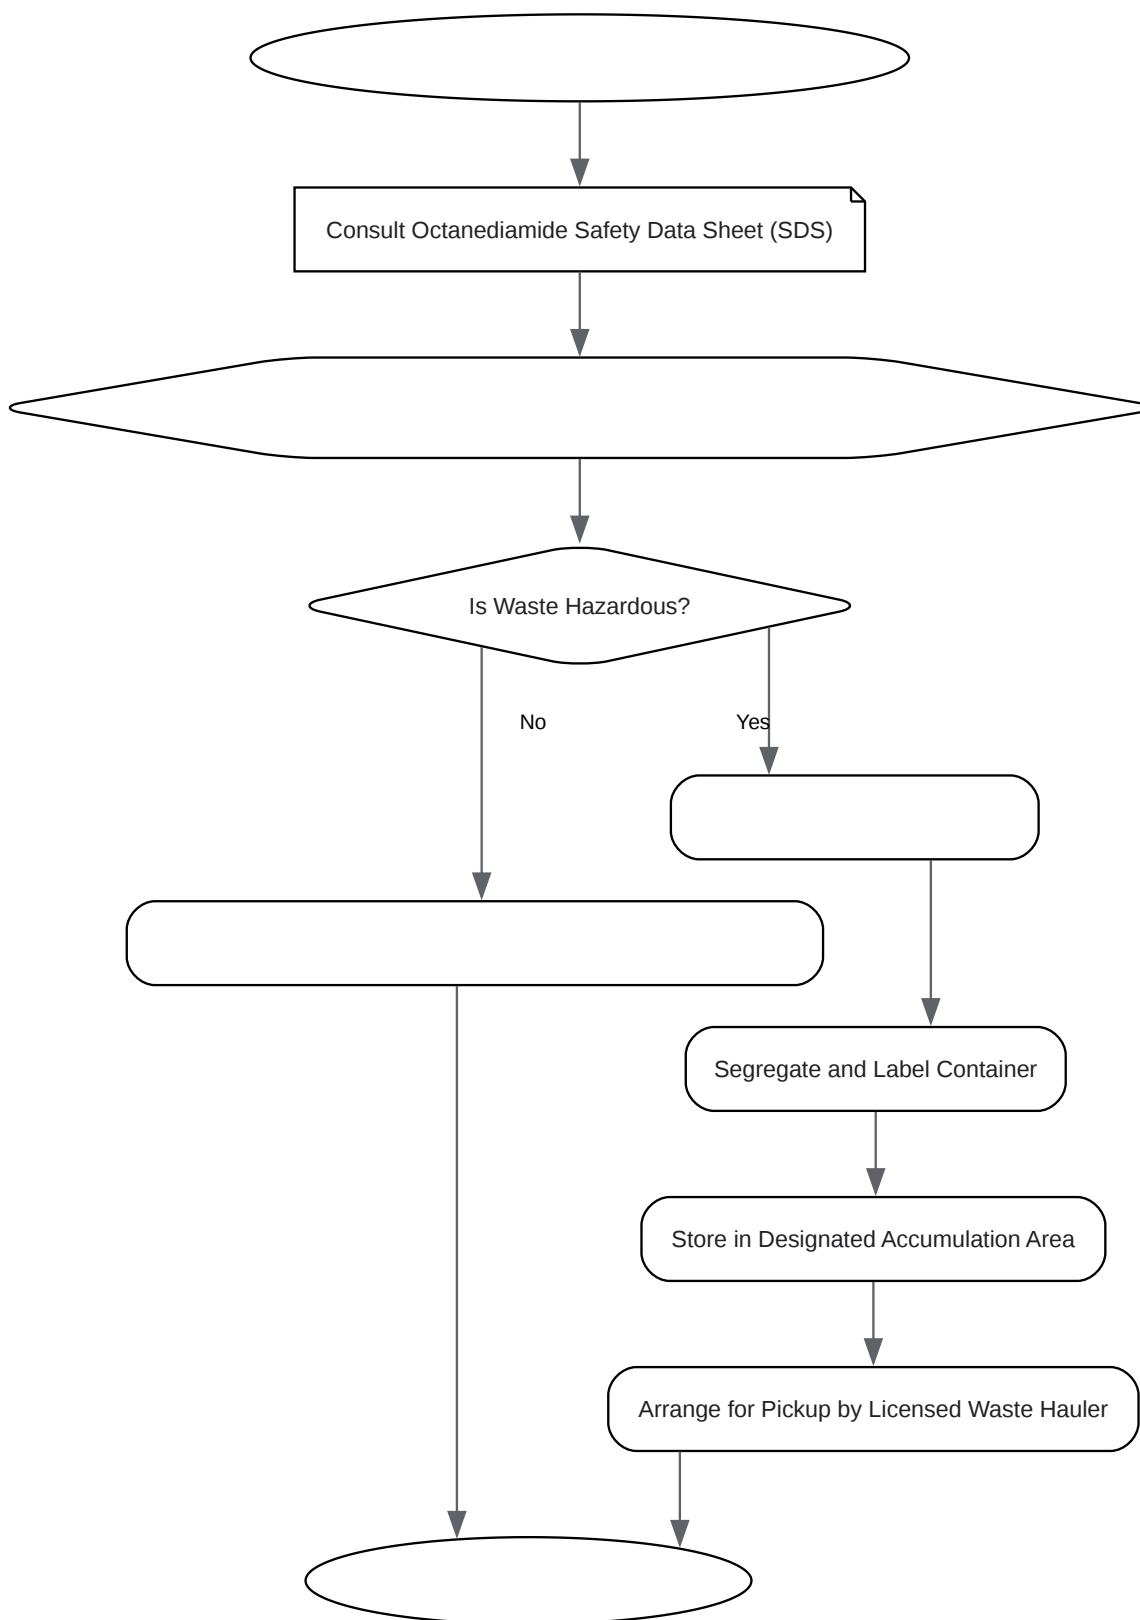 Consult Octanediamide Safety Data Sheet (SDS)
Is Waste Hazardous?
No
Yes
Segregate and Label Container
Store in Designated Accumulation Area
Arrange for Pickup by Licensed Waste Hauler